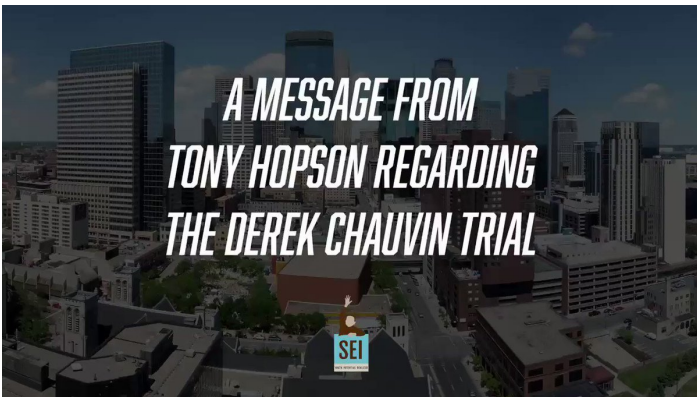 A MESSAGE FROM
TONY HOPSON REGARDING
THE DEREK CHAUVIN TRIAL
SEI